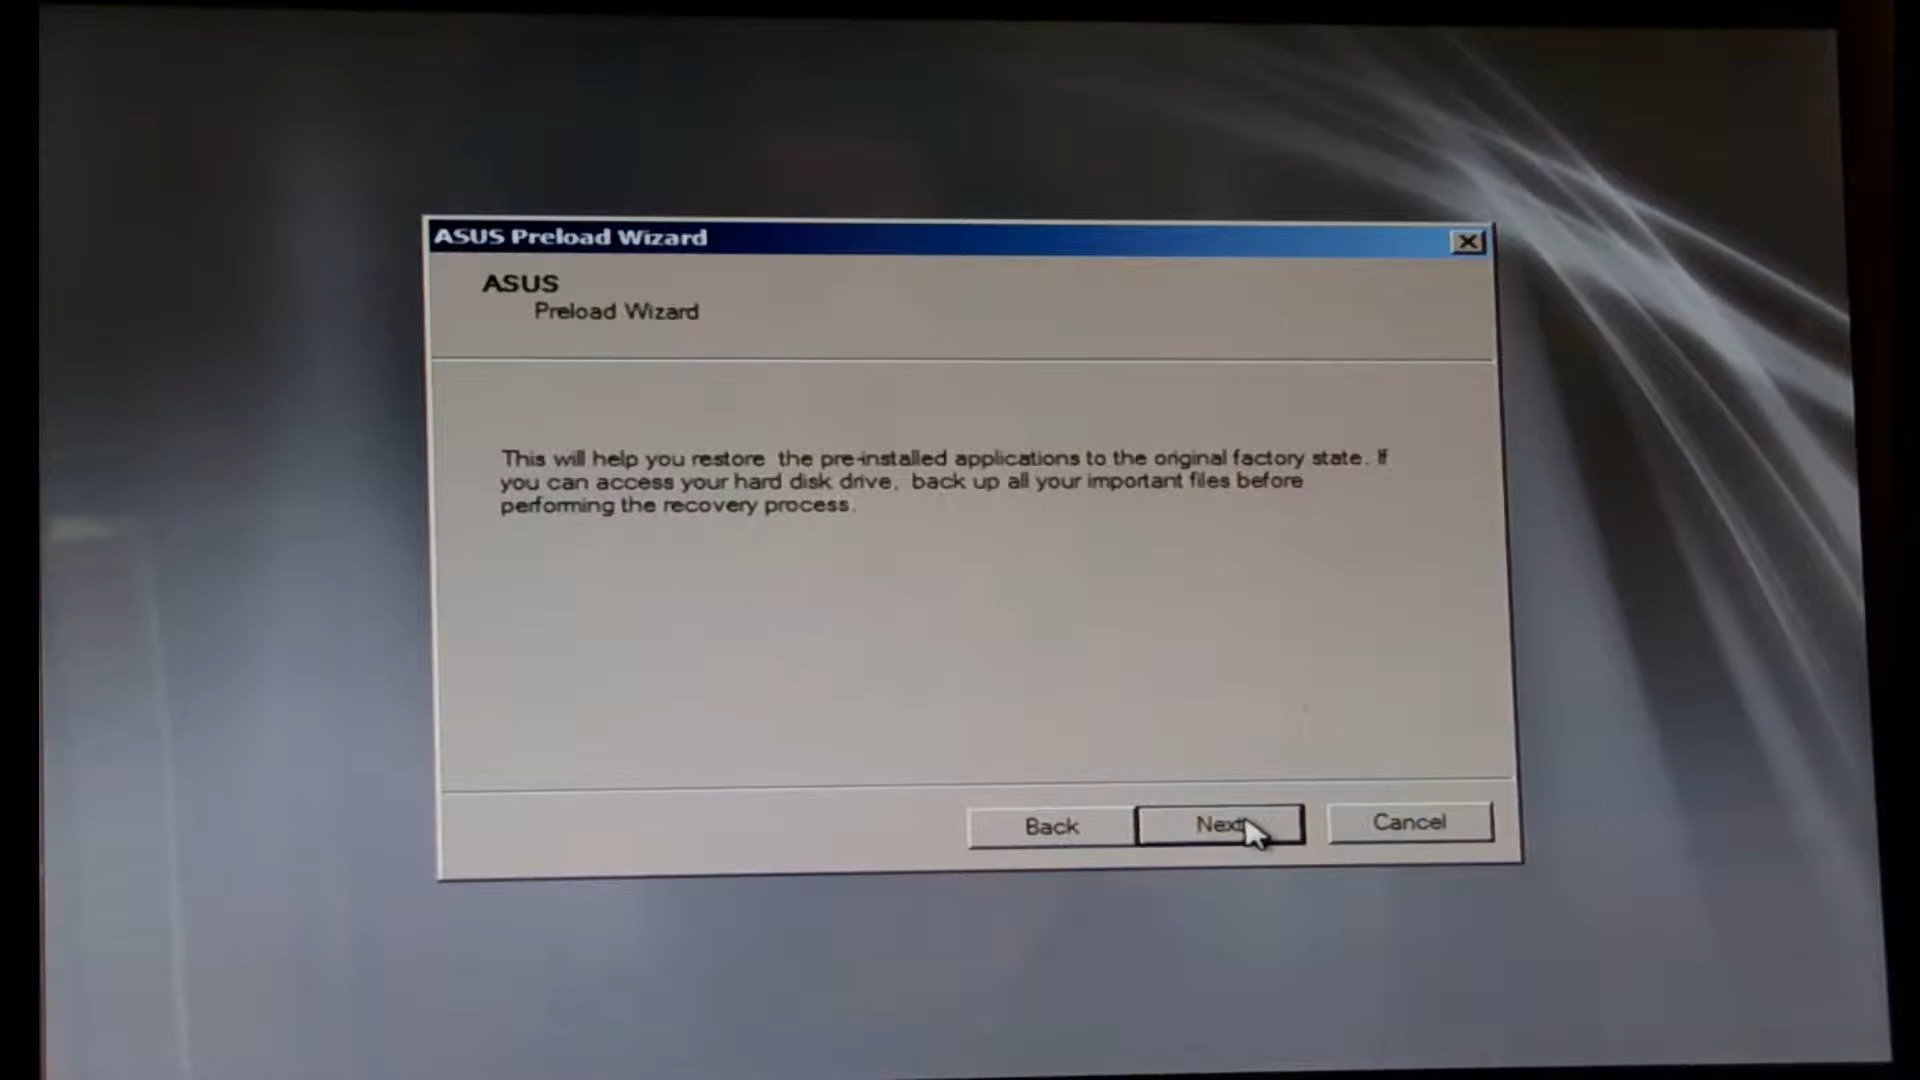 ASUS Preload Wizard
ASUS
Preload Wizard
This will help you restore the pre-installed applications to the original factory state. If
you can access your hard disk drive, back up all your important files before
performing the recovery process.
Back
Next
Cancel